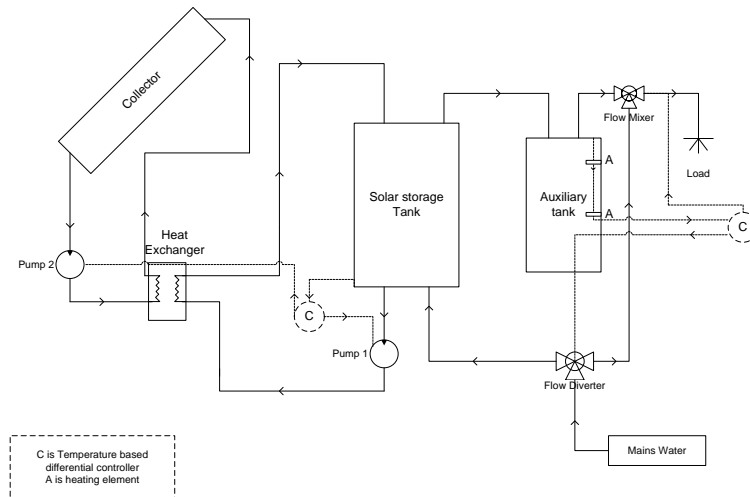 Collector
Flow Mixer
A
Load
Solar storage
Tank
Auxiliary
tank
A
C
Heat
Exchanger
Pump 2
C
Pump 1
Flow Diverter
Mains Water
C is Temperature based
differential controller
A is heating element